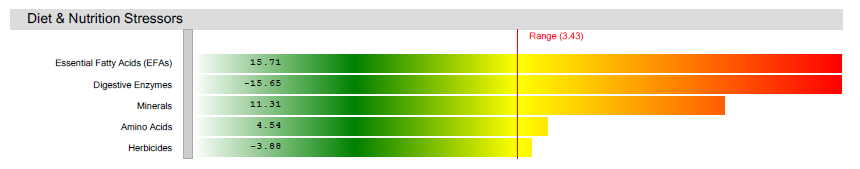 Diet & Nutrition Stressors
Range (3.43)
Essential Fatty Acids (EFAs) 15.71
Digestive Enzymes -15.65
Minerals 11.31
Amino Acids 4.54
Herbicides -3.88